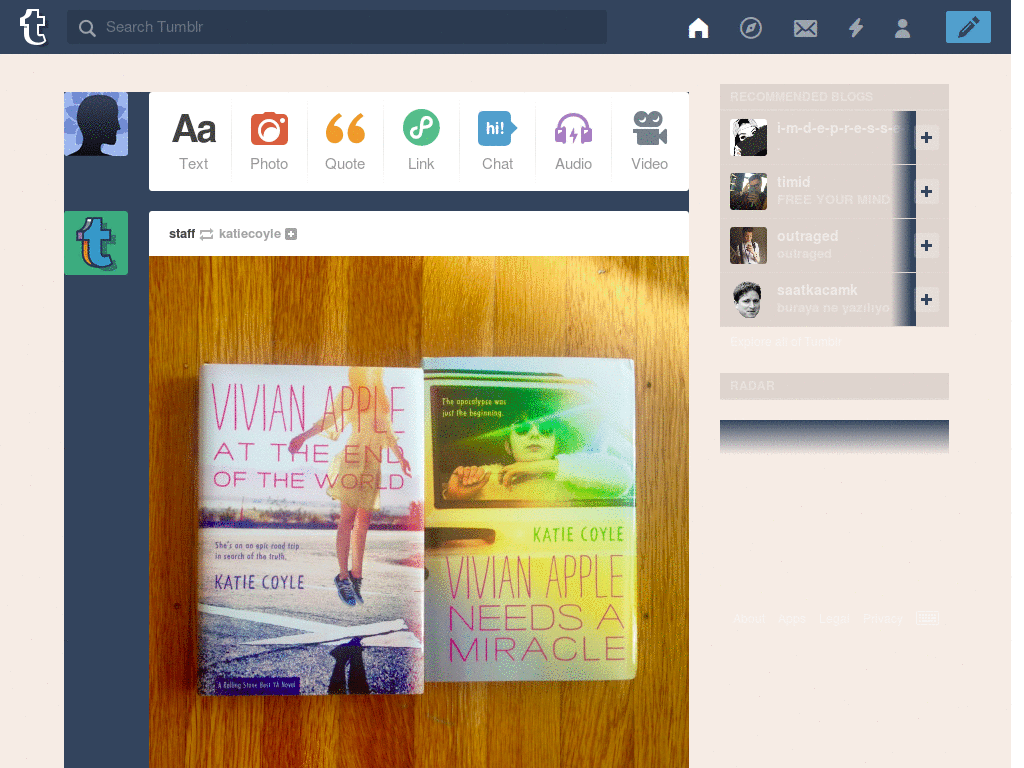 t Search Tumblr
RECOMMENDED BLOGS
Aa
hi!
Text Photo Quote Link Chat Audio Video
i-m-d-e-p-r-e-s-s-e-
timid
FREE YOUR MIND
outraged
outraged
saatkacamk
buraya ne yaziliyo
Explore all of Tumblr
RADAR
t
staff katiecoyle
VIVIAN APPLE
AT THE END
OF THE WORLD
She's on an epic road trip
in search of the truth.
KATIE COYLE
A Rolling Stone Best YA Novel
The apocalypse was
just the beginning.
KATIE COYLE
VIVIAN APPLE
NEEDS A
MIRACLE
About Apps Legal Privacy